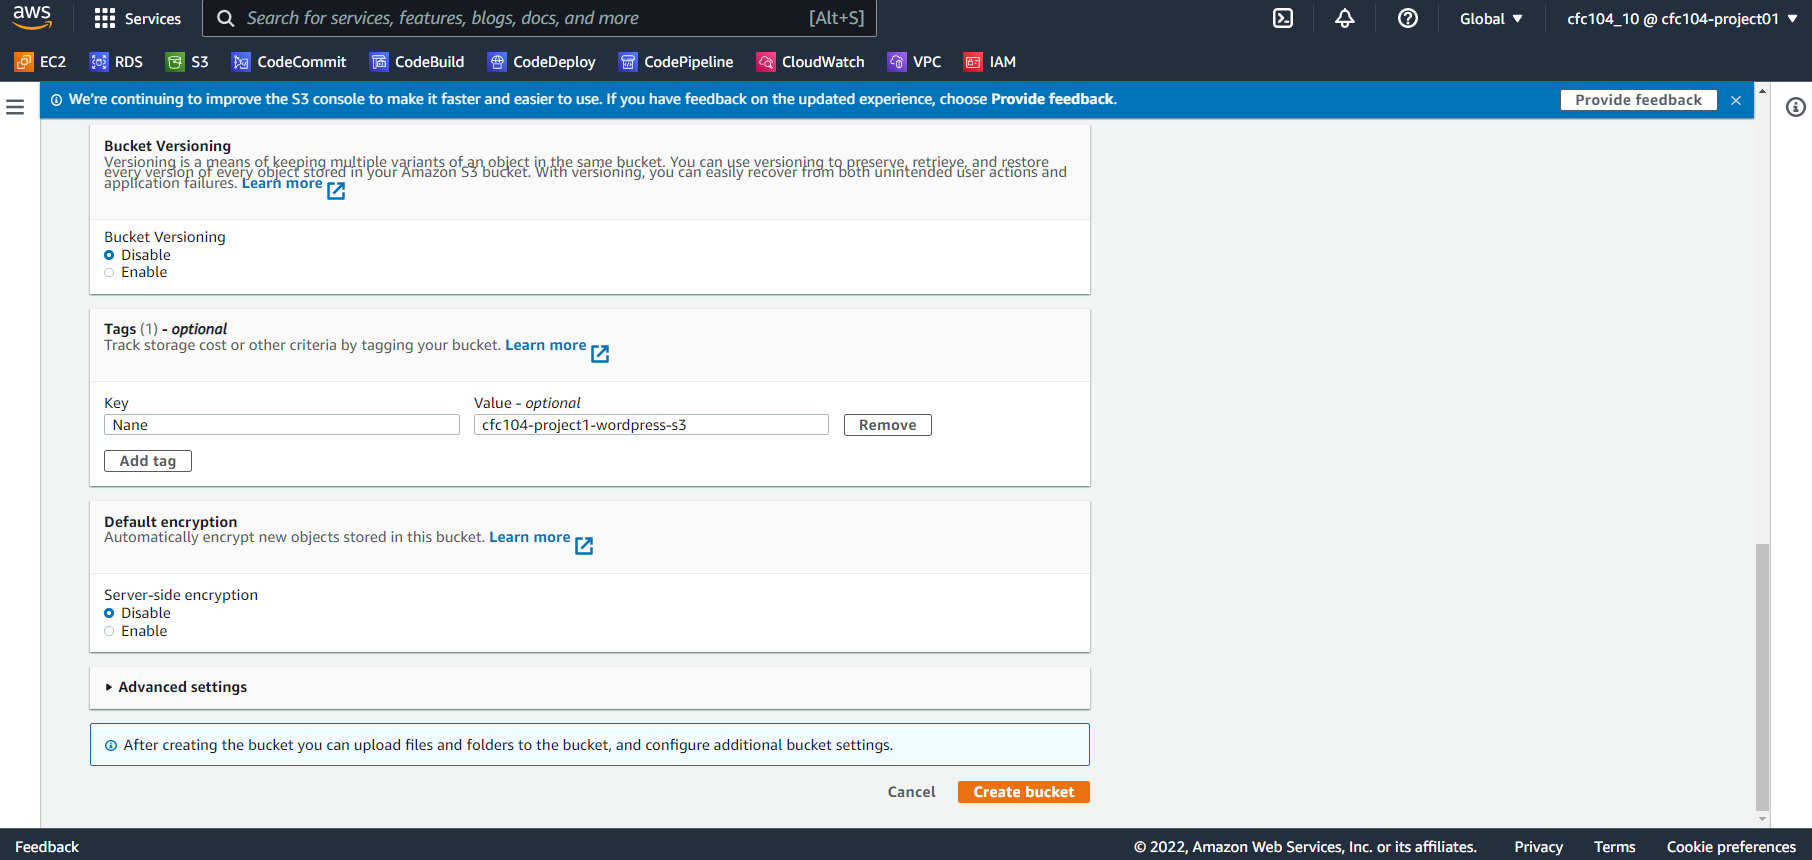 aws
Services
Search for services, features, blogs, docs, and more
[Alt+S]
Global
cfc104_10 @ cfc104-project01
EC2
RDS
S3
CodeCommit
CodeBuild
CodeDeploy
CodePipeline
CloudWatch
VPC
IAM
We're continuing to improve the S3 console to make it faster and easier to use. If you have feedback on the updated experience, choose Provide feedback.
Provide feedback
Bucket Versioning
Versioning is a means of keeping multiple variants of an object in the same bucket. You can use versioning to preserve, retrieve, and restore
every version of every object stored in your Amazon S3 bucket. With versioning, you can easily recover from both unintended user actions and
application failures. Learn more
Bucket Versioning
Disable
Enable
Tags (1) - optional
Track storage cost or other criteria by tagging your bucket. Learn more
Key
Value - optional
Nane
cfc104-project1-wordpress-s3
Remove
Add tag
Default encryption
Automatically encrypt new objects stored in this bucket. Learn more
Server-side encryption
Disable
Enable
Advanced settings
After creating the bucket you can upload files and folders to the bucket, and configure additional bucket settings.
Cancel
Create bucket
Feedback
© 2022, Amazon Web Services, Inc. or its affiliates.
Privacy
Terms
Cookie preferences